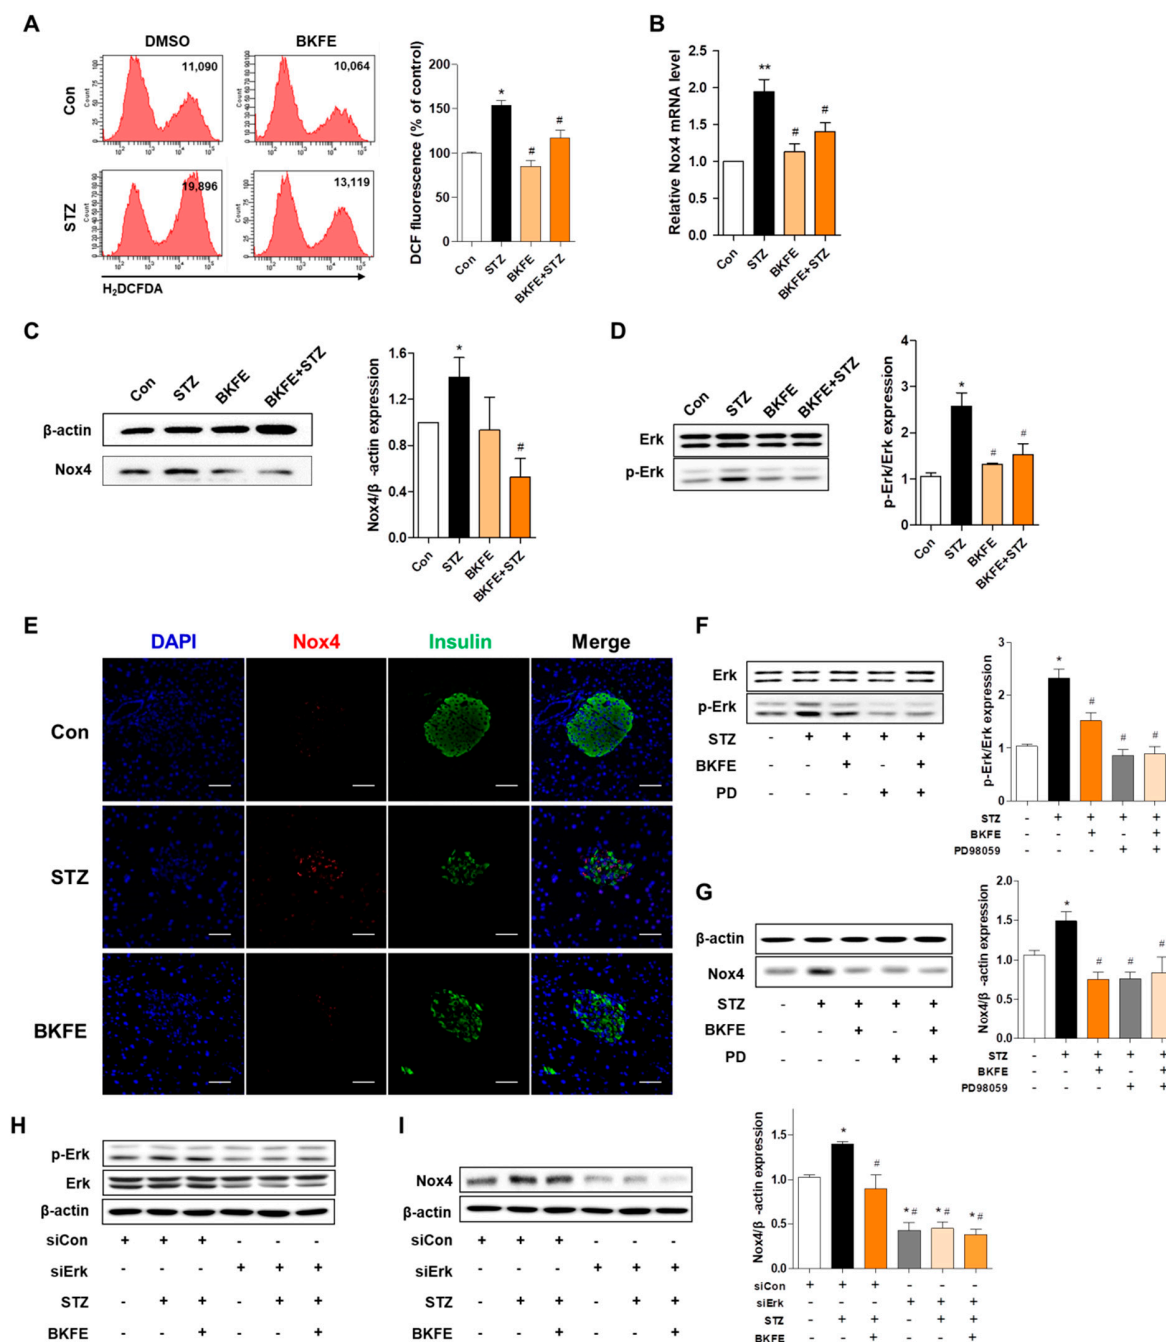 A
DMSO BKFE
Con
STZ
11,090
10,064
19,896
13,119
Count
10² 10³ 10⁴ 10⁵
H₂DCFDA
DCF fluorescence (% of control)
200
150
100
50
0
* # #
Con STZ BKFE BKFE+STZ
B
Relative Nox4 mRNA level
2.5
2.0
1.5
1.0
0.5
0.0
** # #
Con STZ BKFE BKFE+STZ
C
Con STZ BKFE BKFE+STZ
β-actin
Nox4
Nox4/β -actin expression
1.6
1.2
0.8
0.4
0.0
* #
Con STZ BKFE BKFE+STZ
D
Con STZ BKFE BKFE+STZ
Erk
p-Erk
p-Erk/Erk expression
4
3
2
1
0
* # #
Con STZ BKFE BKFE+STZ
E
DAPI Nox4 Insulin Merge
Con
STZ
BKFE
F
Erk
p-Erk
STZ - + + + +
BKFE - - + - +
PD - - - + +
p-Erk/Erk expression
3
2
1
0
* # # #
STZ - + + + +
BKFE - - + - +
PD98059 - - - + +
G
β-actin
Nox4
STZ - + + + +
BKFE - - + - +
PD - - - + +
Nox4/β -actin expression
2.0
1.5
1.0
0.5
0.0
* # # #
STZ - + + + +
BKFE - - + - +
PD98059 - - - + +
H
p-Erk
Erk
β-actin
siCon + + + - - -
siErk - - - + + +
STZ - + + - + +
BKFE - - + - - +
I
Nox4
β-actin
siCon + + + - - -
siErk - - - + + +
STZ - + + - + +
BKFE - - + - - +
Nox4/β -actin expression
1.5
1.0
0.5
0.0
* # *# *# *#
siCon + + + - - -
siErk - - - + + +
STZ - + + - + +
BKFE - - + - - +